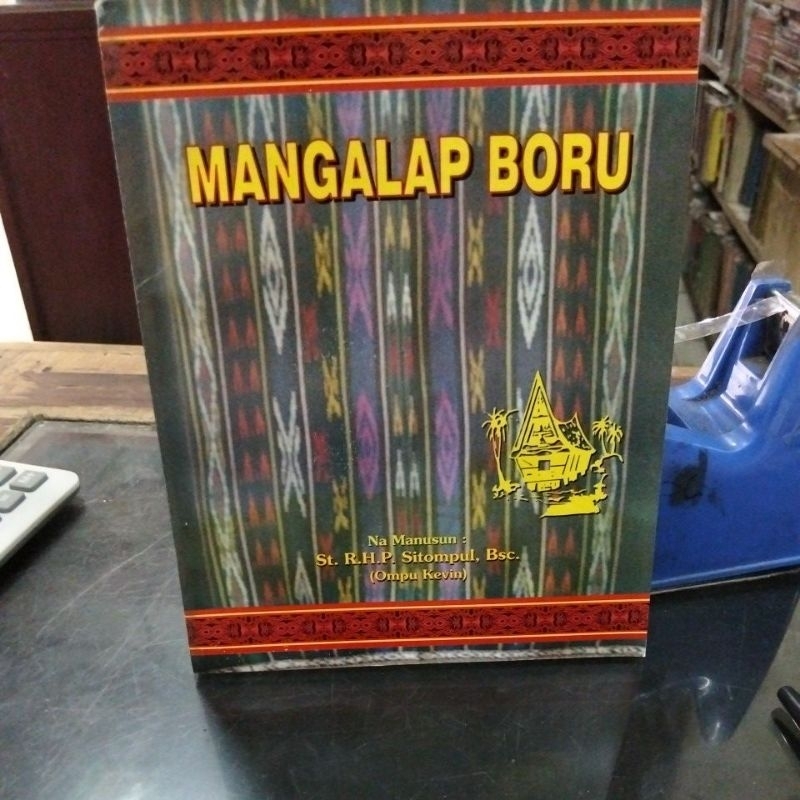 MANGALAP BORU
Na Manusun :
St. R.H.P. Sitompul, Bsc.
(Ompu Kevin)